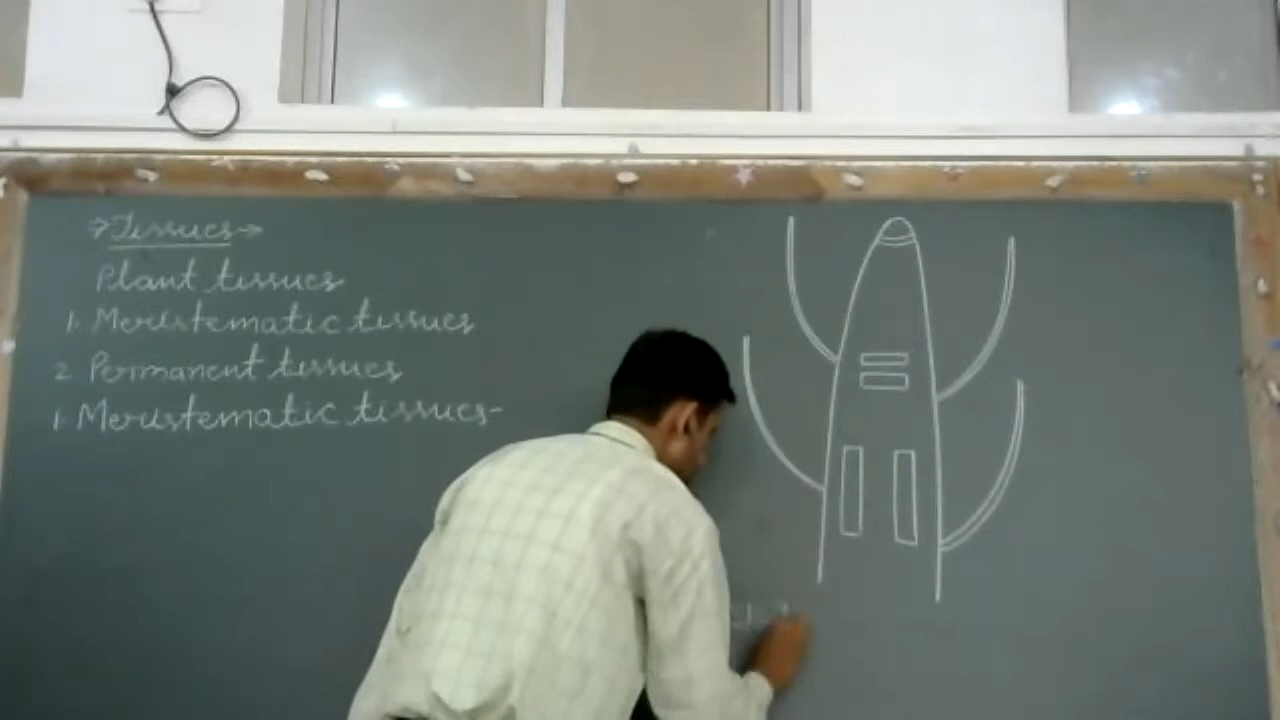 → Tissues →
Plant tissues
1. Meristematic tissues
2 Permanent tissues
1. Meristematic tissues-